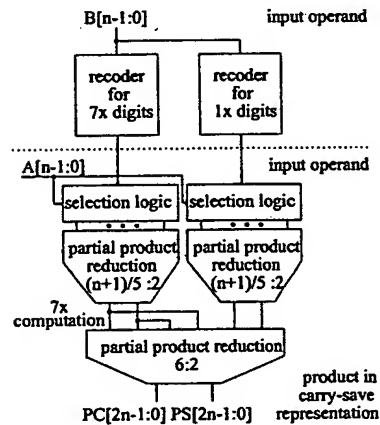 B[n-1:0] input operand
recoder for 7x digits
recoder for 1x digits
A[n-1:0] input operand
selection logic
selection logic
partial product reduction (n+1)/5 :2
partial product reduction (n+1)/5 :2
7x computation
partial product reduction 6:2
product in carry-save representation
PC[2n-1:0] PS[2n-1:0]